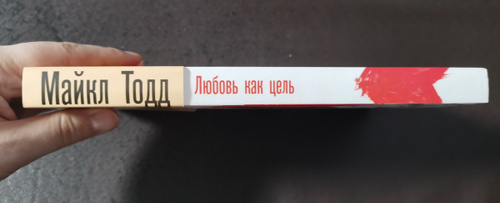 Майкл Тодд Любовь как цель